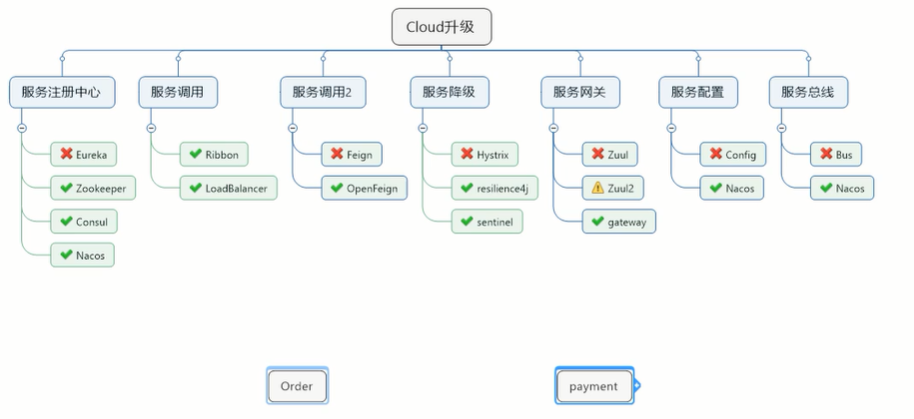 Cloud升级
服务注册中心
服务调用
服务调用2
服务降级
服务网关
服务配置
服务总线
Eureka
Ribbon
Feign
Hystrix
Zuul
Config
Bus
Zookeeper
LoadBalancer
OpenFeign
resilience4j
Zuul2
Nacos
Nacos
Consul
sentinel
gateway
Nacos
Order
payment